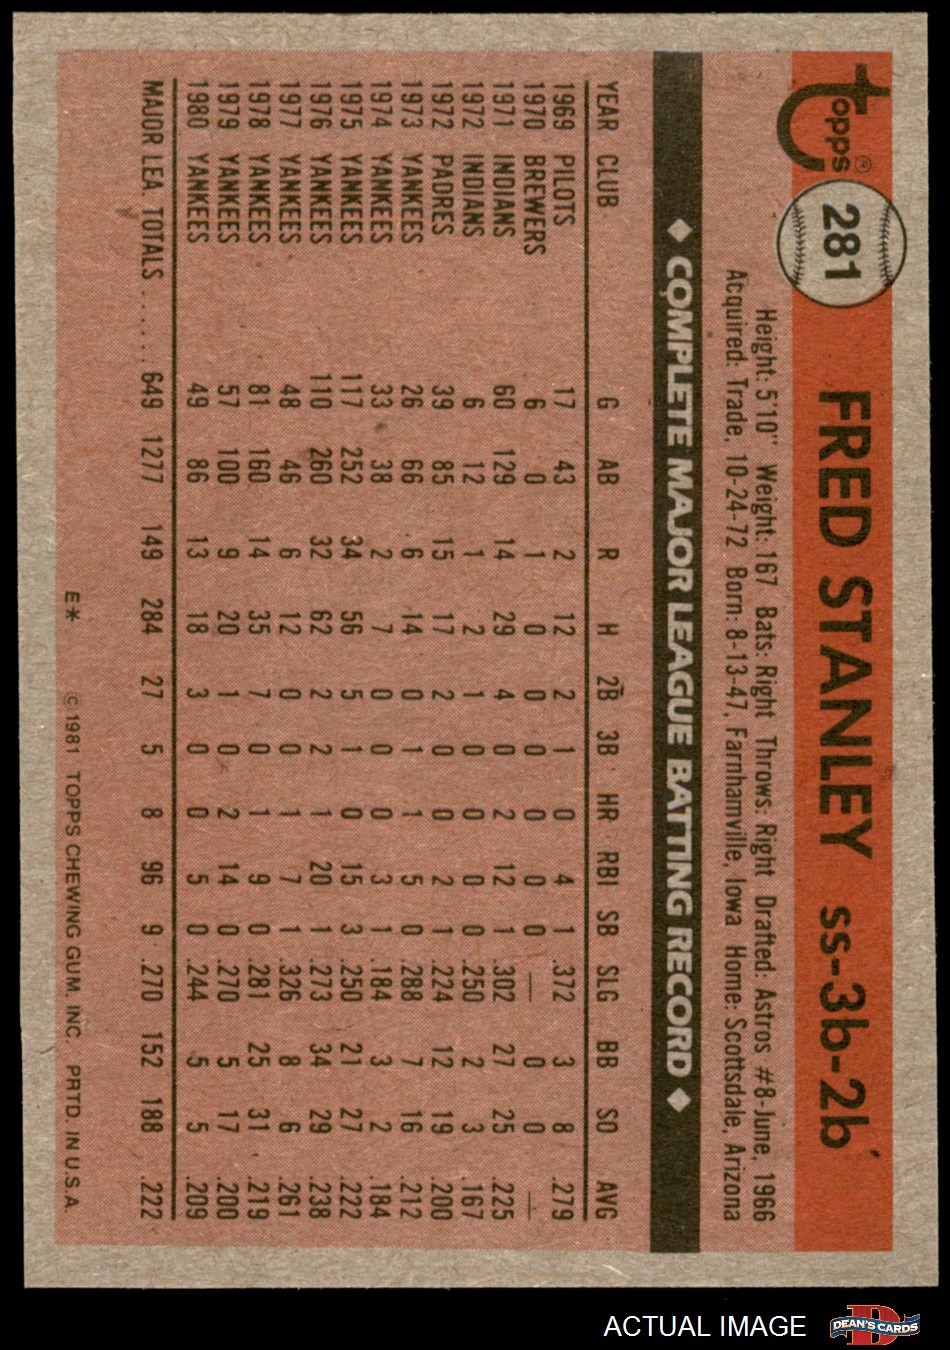 topps®
281
FRED STANLEY ss-3b-2b
Height: 5'10" Weight: 167 Bats: Right Throws: Right Drafted: Astros #8-June, 1966
Acquired: Trade, 10-24-72 Born: 8-13-47, Farnhamville, Iowa Home: Scottsdale, Arizona
◆ COMPLETE MAJOR LEAGUE BATTING RECORD ◆
YEAR CLUB G AB R H 2B 3B HR RBI SB SLG BB SO AVG
1969 PILOTS 17 43 2 12 2 1 0 4 1 .372 3 8 .279
1970 BREWERS 6 0 1 0 0 0 0 0 0 — 0 0 —
1971 INDIANS 60 129 14 29 4 0 2 12 1 .302 27 25 .225
1972 INDIANS 6 12 1 2 1 0 0 0 0 .250 2 3 .167
1972 PADRES 39 85 15 17 2 0 0 2 1 .224 12 19 .200
1973 YANKEES 26 66 6 14 0 1 1 5 0 .288 7 16 .212
1974 YANKEES 33 38 2 7 0 0 0 3 1 .184 3 2 .184
1975 YANKEES 117 252 34 56 5 1 0 15 3 .250 21 27 .222
1976 YANKEES 110 260 32 62 2 2 1 20 1 .273 34 29 .238
1977 YANKEES 48 46 6 12 0 0 1 7 1 .326 8 6 .261
1978 YANKEES 81 160 14 35 7 0 1 9 0 .281 25 31 .219
1979 YANKEES 57 100 9 20 1 0 2 14 0 .270 5 17 .200
1980 YANKEES 49 86 13 18 3 0 0 5 0 .244 5 5 .209
MAJOR LEA. TOTALS ...... 649 1277 149 284 27 5 8 96 9 .270 152 188 .222
E* © 1981 TOPPS CHEWING GUM. INC. PRTD. IN U.S.A.
ACTUAL IMAGE
DEAN'S CARDS